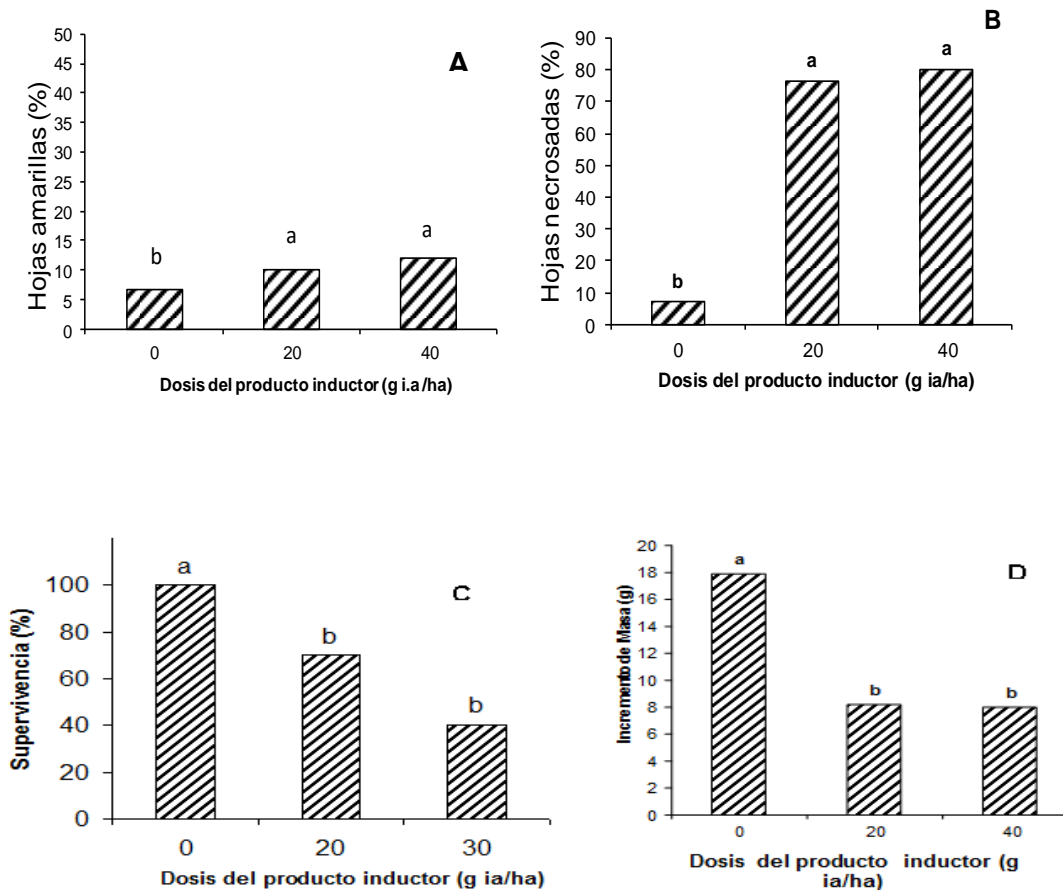 A
Hojas amarillas (%)
50
45
40
35
30
25
20
15
10
5
0
b
a
a
0 20 40
Dosis del producto inductor (g i.a/ha)
B
Hojas necrosadas (%)
90
80
70
60
50
40
30
20
10
0
b
a
a
0 20 40
Dosis del producto inductor (g ia/ha)
C
Supervivencia (%)
100
80
60
40
20
0
a
b
b
0 20 30
Dosis del producto inductor (g ia/ha)
D
Incremento de Masa (g)
20
18
16
14
12
10
8
6
4
2
0
a
b
b
0 20 40
Dosis del producto inductor (g
ia/ha)